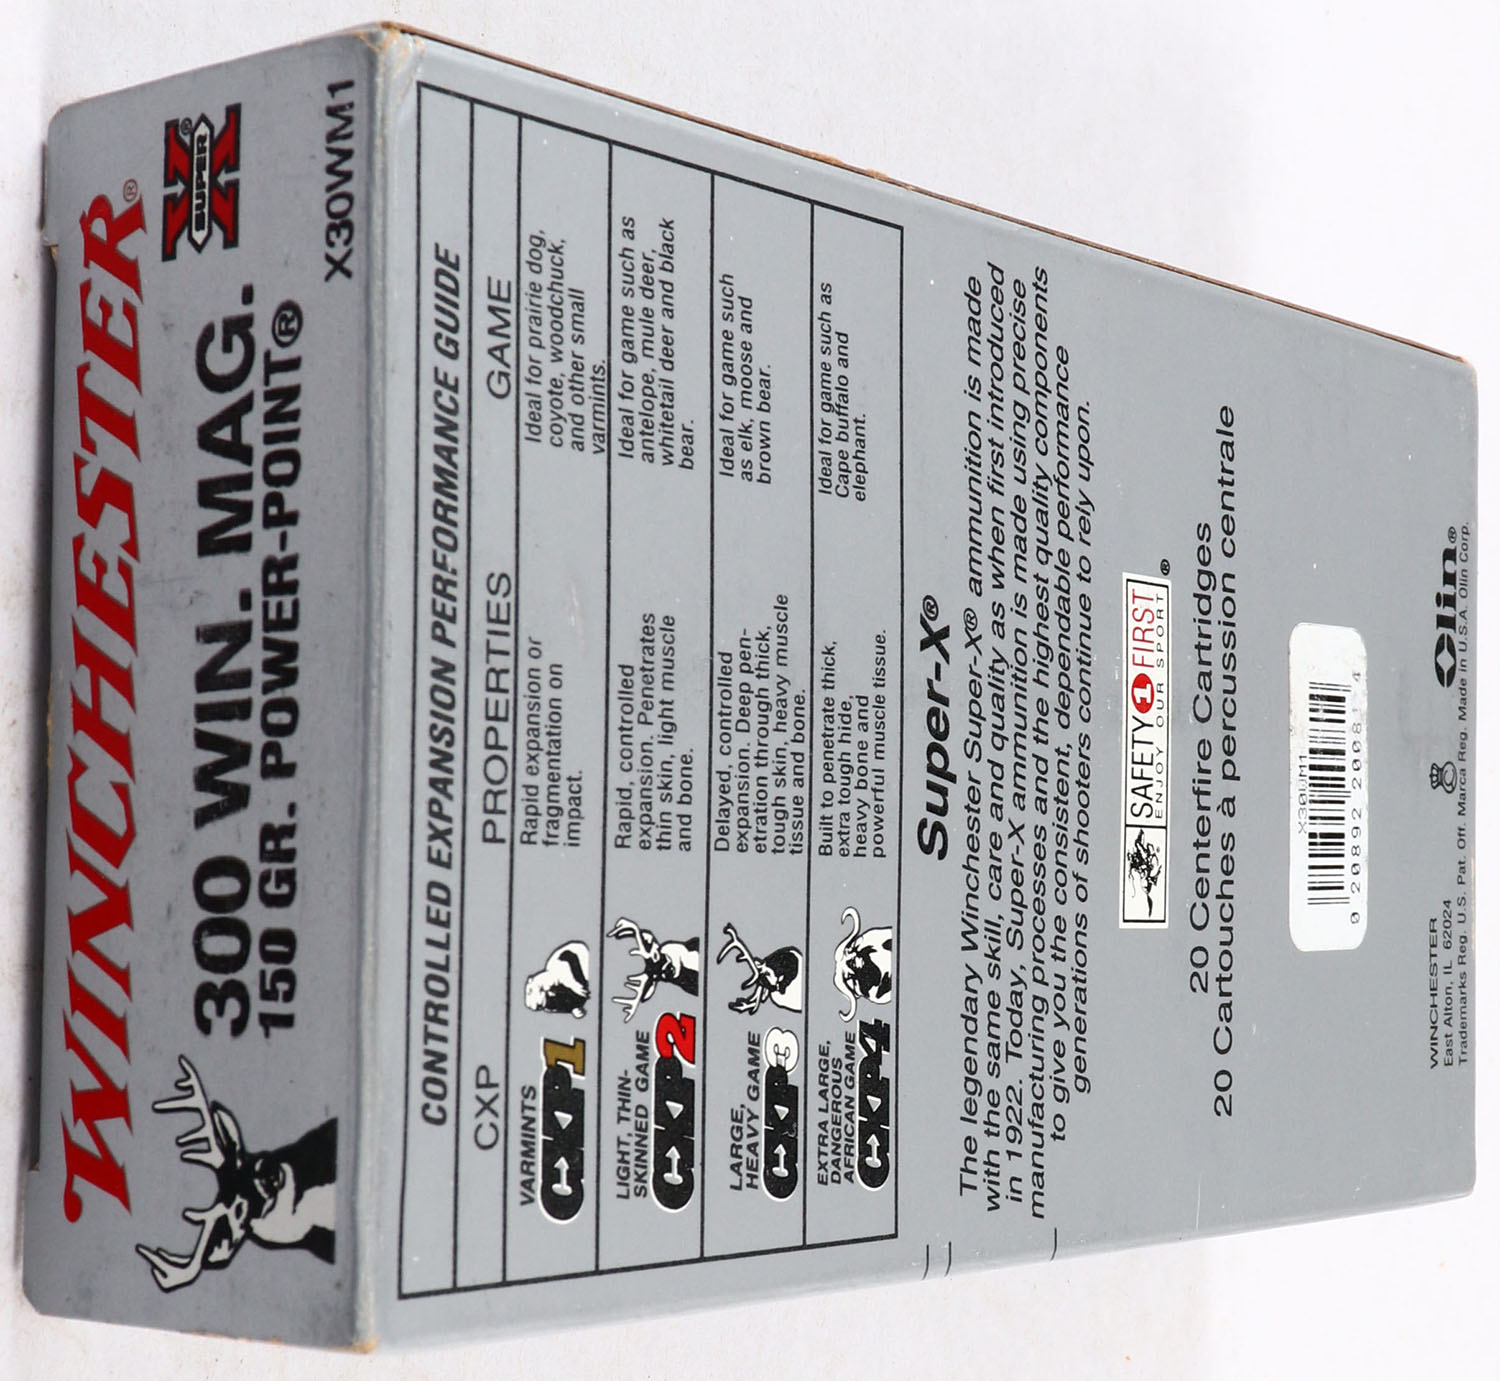 WINCHESTER®
SUPER X®
300 WIN. MAG.
150 GR. POWER-POINT®
X30WM1
CONTROLLED EXPANSION PERFORMANCE GUIDE
CXP PROPERTIES GAME
VARMINTS
CXP1
Rapid expansion or
fragmentation on
impact.
Ideal for prairie dog,
coyote, woodchuck,
and other small
varmints.
LIGHT, THIN-
SKINNED GAME
CXP2
Rapid, controlled
expansion. Penetrates
thin skin, light muscle
and bone.
Ideal for game such as
antelope, mule deer,
whitetail deer and black
bear.
LARGE,
HEAVY GAME
CXP3
Delayed, controlled
expansion. Deep pen-
etration through thick,
tough skin, heavy muscle
tissue and bone.
Ideal for game such
as elk, moose and
brown bear.
EXTRA LARGE,
DANGEROUS
AFRICAN GAME
CXP4
Built to penetrate thick,
extra tough hide,
heavy bone and
powerful muscle tissue.
Ideal for game such as
Cape buffalo and
elephant.
Super-X®
The legendary Winchester Super-X® ammunition is made
with the same skill, care and quality as when first introduced
in 1922. Today, Super-X ammunition is made using precise
manufacturing processes and the highest quality components
to give you the consistent, dependable performance
generations of shooters continue to rely upon.
SAFETY 1 FIRST®
ENJOY OUR SPORT
20 Centerfire Cartridges
20 Cartouches à percussion centrale
X30WM1
0 20892 20081 4
WINCHESTER
East Alton, IL 62024
Trademarks Reg. U.S. Pat. Off. Marca Reg. Made in U.S.A. Olin Corp.
Olin®